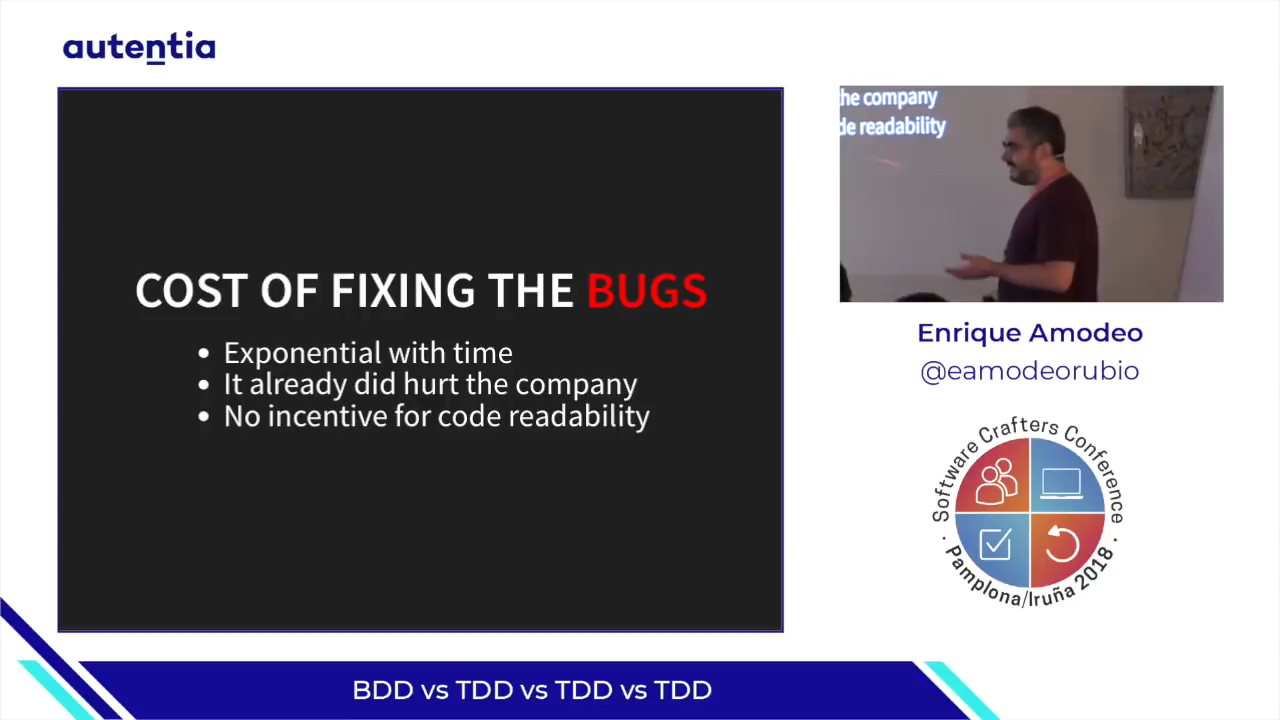 autentia
COST OF FIXING THE BUGS
• Exponential with time
• It already did hurt the company
• No incentive for code readability
the company
de readability
Enrique Amodeo
@eamodeorubio
Software Crafters Conference
· Pamplona/Iruña 2018 ·
BDD vs TDD vs TDD vs TDD